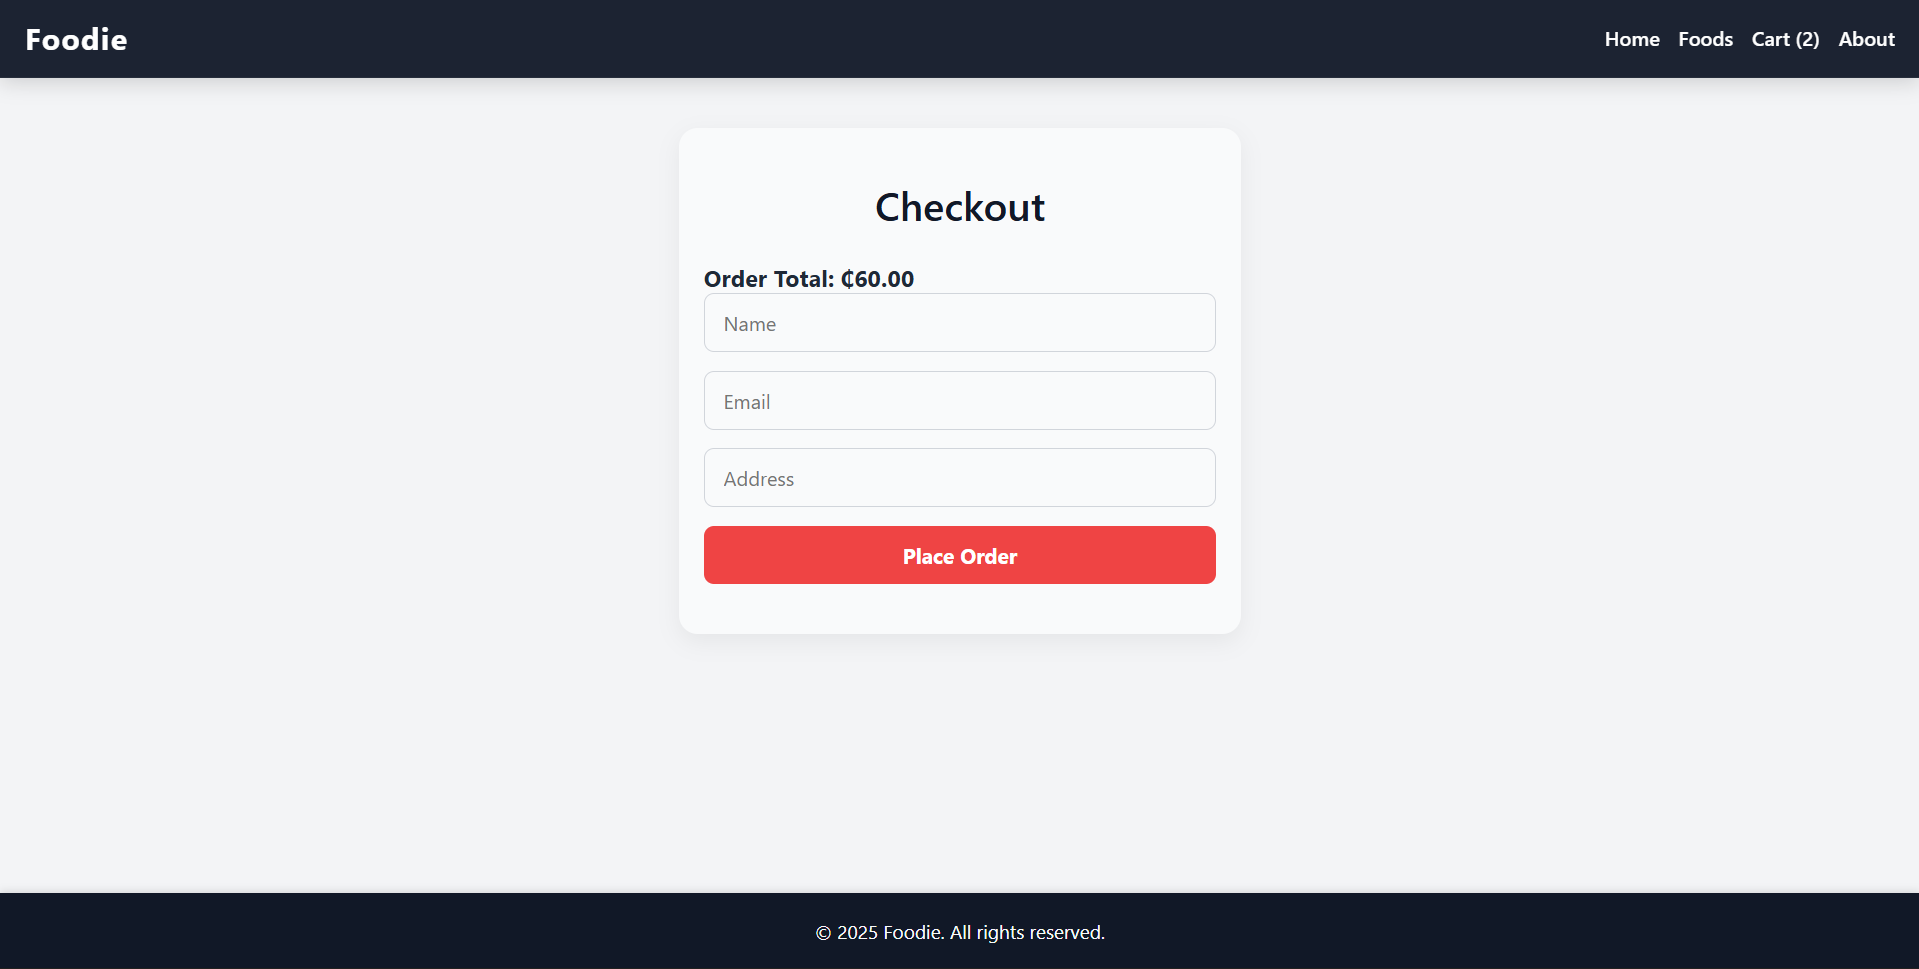 Foodie
Home Foods Cart (2) About
Checkout
Order Total: ₵60.00
Name
Email
Address
Place Order
© 2025 Foodie. All rights reserved.